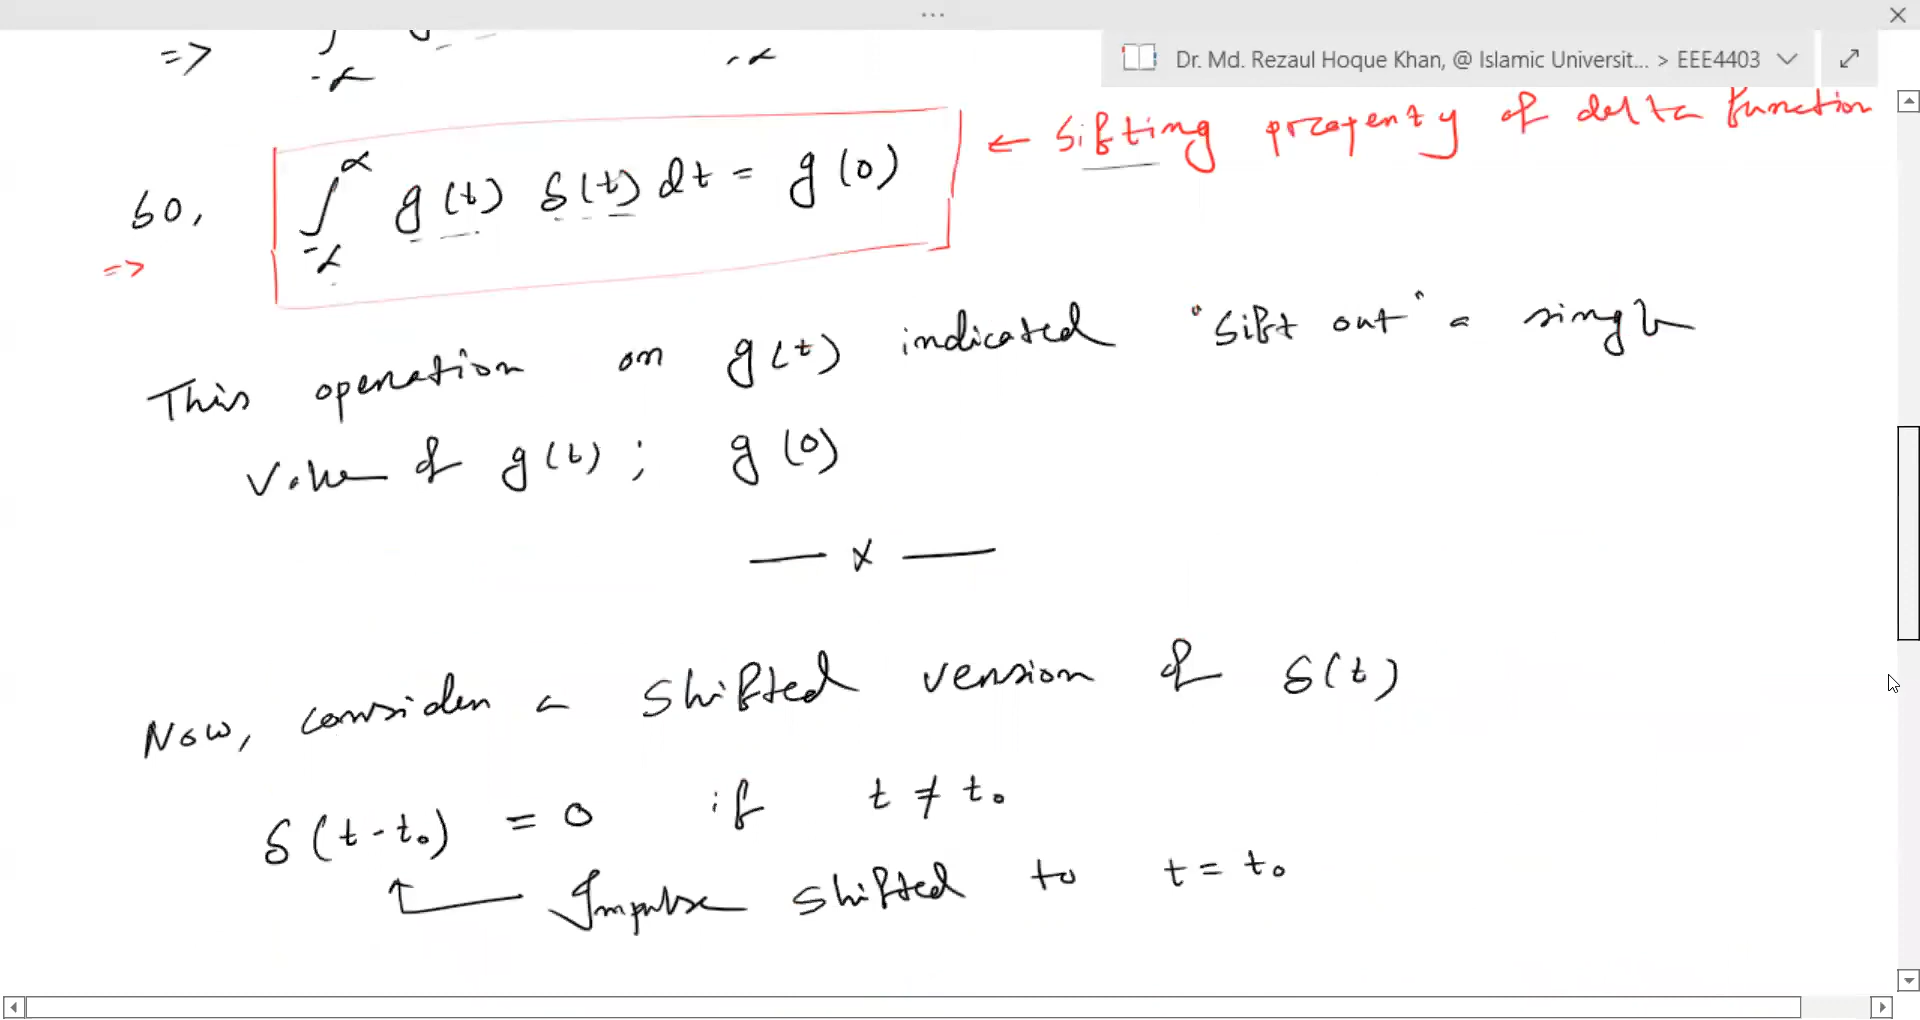 ...
Dr. Md. Rezaul Hoque Khan, @ Islamic Universit... > EEE4403
=>
-∝
-∝
← Sifting property of delta function
So, ∫ g(t) δ(t) dt = g(0)
∝
-∝
=>
This operation on g(t) indicated "Sift out" a single
value of g(t); g(0)
— x —
Now, consider a shifted version of δ(t)
δ(t-t₀) = 0 if t ≠ t₀
Impulse shifted to t = t₀